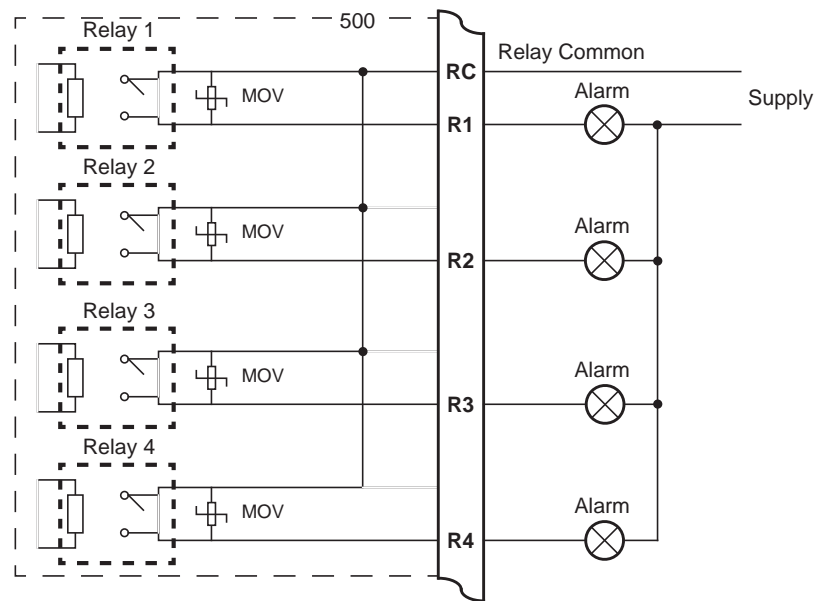 Relay 1
500
RC
Relay Common
MOV
R1
Alarm
Supply
Relay 2
MOV
R2
Alarm
Relay 3
MOV
R3
Alarm
Relay 4
MOV
R4
Alarm